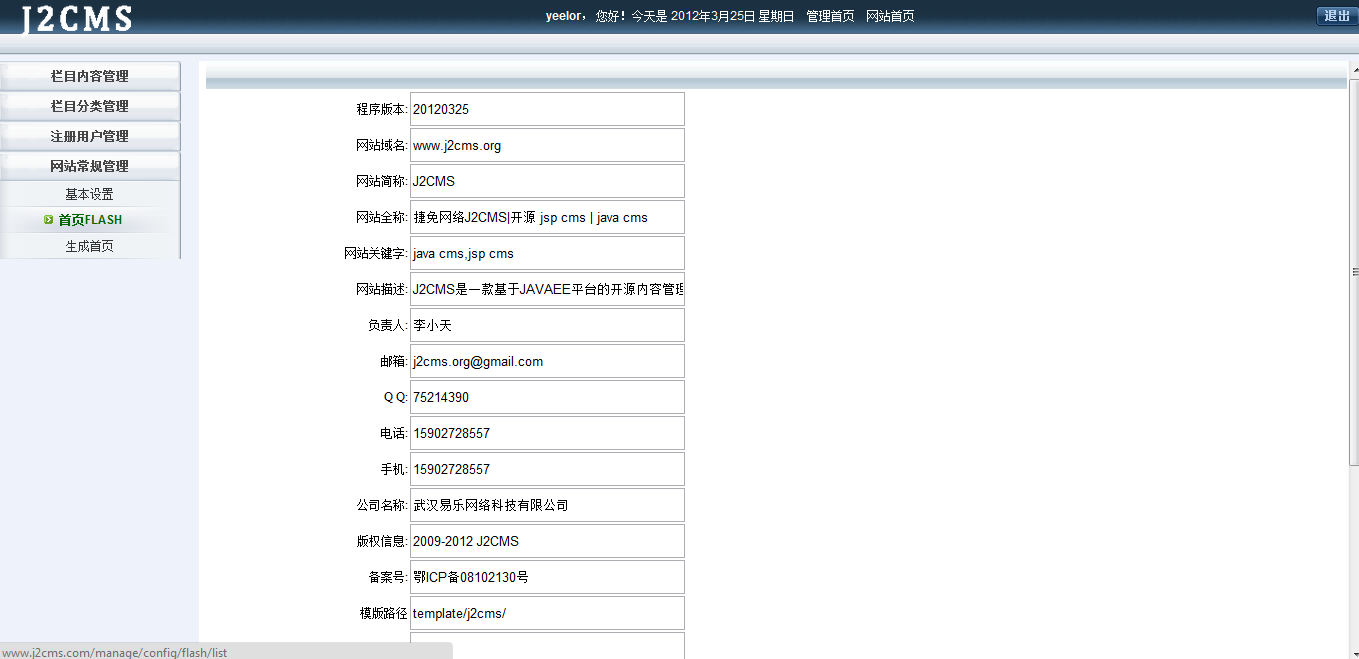 J2CMS
yeelor，您好！今天是 2012年3月25日 星期日 管理首页 网站首页
退出
栏目内容管理
栏目分类管理
注册用户管理
网站常规管理
基本设置
首页FLASH
生成首页
程序版本: 20120325
网站域名: www.j2cms.org
网站简称: J2CMS
网站全称: 捷免网络J2CMS|开源 jsp cms | java cms
网站关键字: java cms,jsp cms
网站描述: J2CMS是一款基于JAVAEE平台的开源内容管理
负责人: 李小天
邮箱: j2cms.org@gmail.com
Q Q: 75214390
电话: 15902728557
手机: 15902728557
公司名称: 武汉易乐网络科技有限公司
版权信息: 2009-2012 J2CMS
备案号: 鄂ICP备08102130号
模版路径 template/j2cms/
www.j2cms.com/manage/config/flash/list